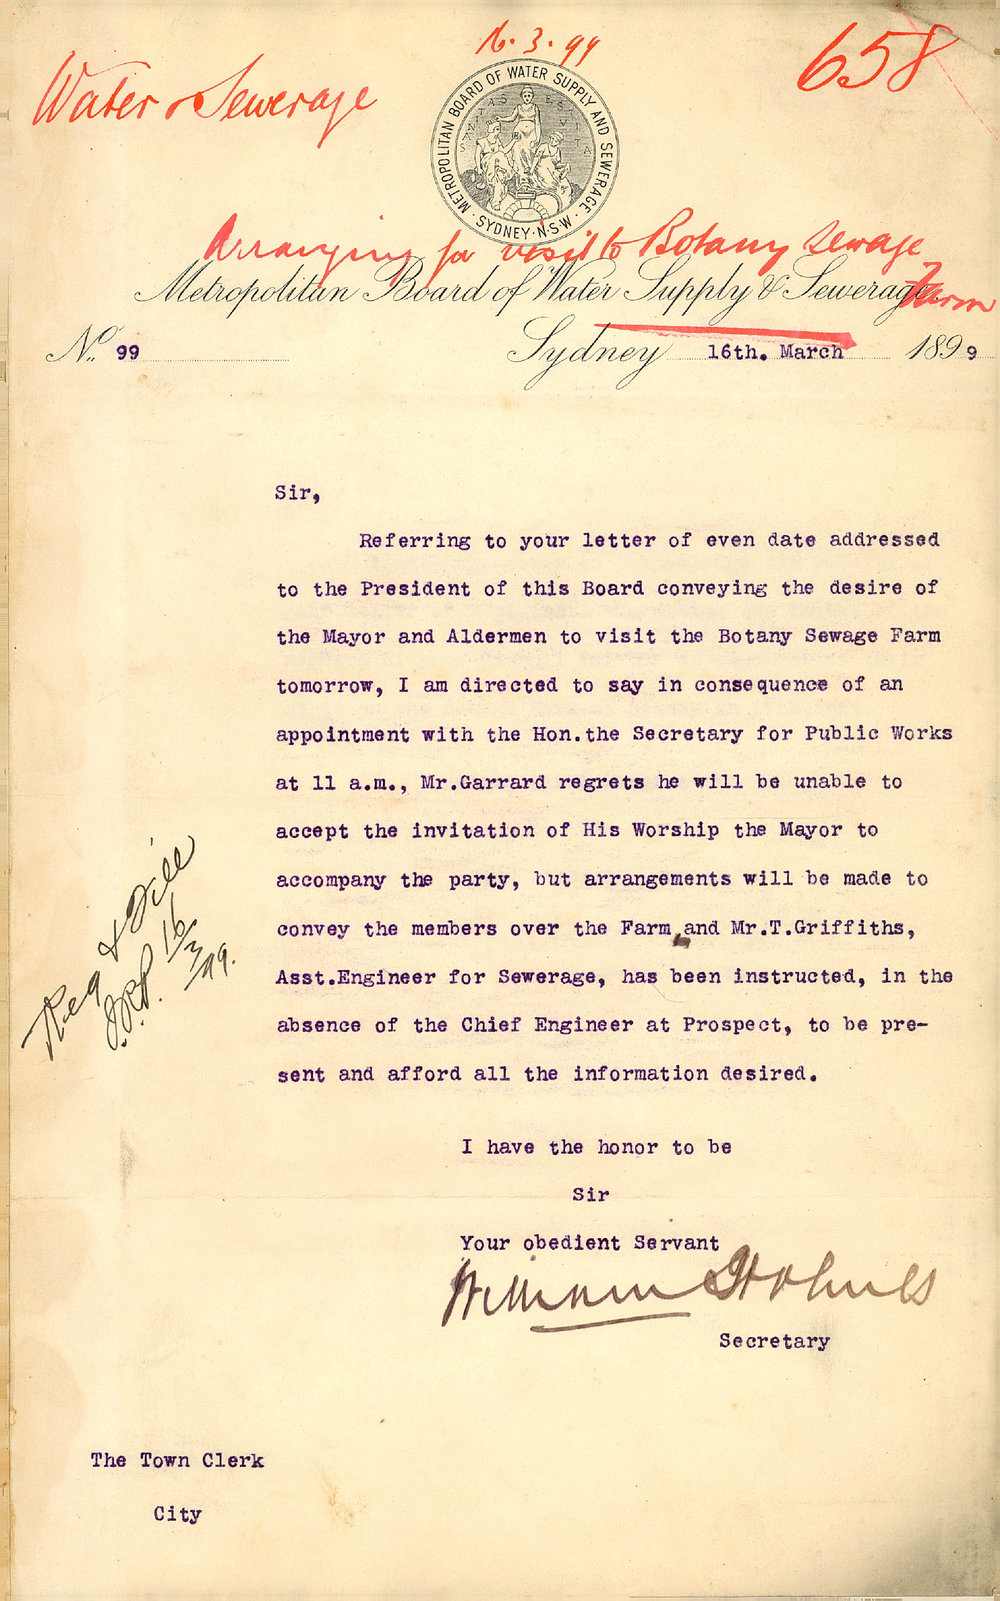 16.3.99
658
Water & Sewerage
METROPOLITAN BOARD OF WATER SUPPLY AND SEWERAGE.
SANITAS ET VITA
SYDNEY·N·S·W·
Arranging for visit to Botany Sewage
Farm
Metropolitan Board of Water Supply & Sewerage,
No. 99
Sydney 16th. March 1899
Sir,
Referring to your letter of even date addressed
to the President of this Board conveying the desire of
the Mayor and Aldermen to visit the Botany Sewage Farm
tomorrow, I am directed to say in consequence of an
appointment with the Hon.the Secretary for Public Works
at 11 a.m., Mr.Garrard regrets he will be unable to
accept the invitation of His Worship the Mayor to
accompany the party, but arrangements will be made to
convey the members over the Farm and Mr.T.Griffiths,
Asst.Engineer for Sewerage, has been instructed, in the
absence of the Chief Engineer at Prospect, to be pre-
sent and afford all the information desired.
Reg & File
16/3/99.
I have the honor to be
Sir
Your obedient Servant
William Holmes
Secretary
The Town Clerk
City